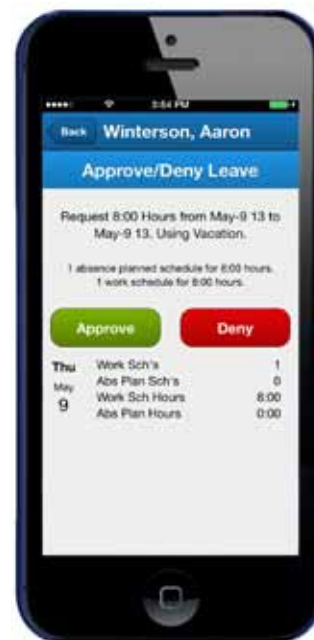 3:54 PM
Back Winterson, Aaron
Approve/Deny Leave
Request 8:00 Hours from May-9 13 to
May-9 13. Using Vacation.
1 absence planned schedule for 8:00 hours.
1 work schedule for 8:00 hours.
Approve Deny
Thu Work Sch's 1
May Abs Plan Sch's 0
9 Work Sch Hours 8:00
Abs Plan Hours 0:00